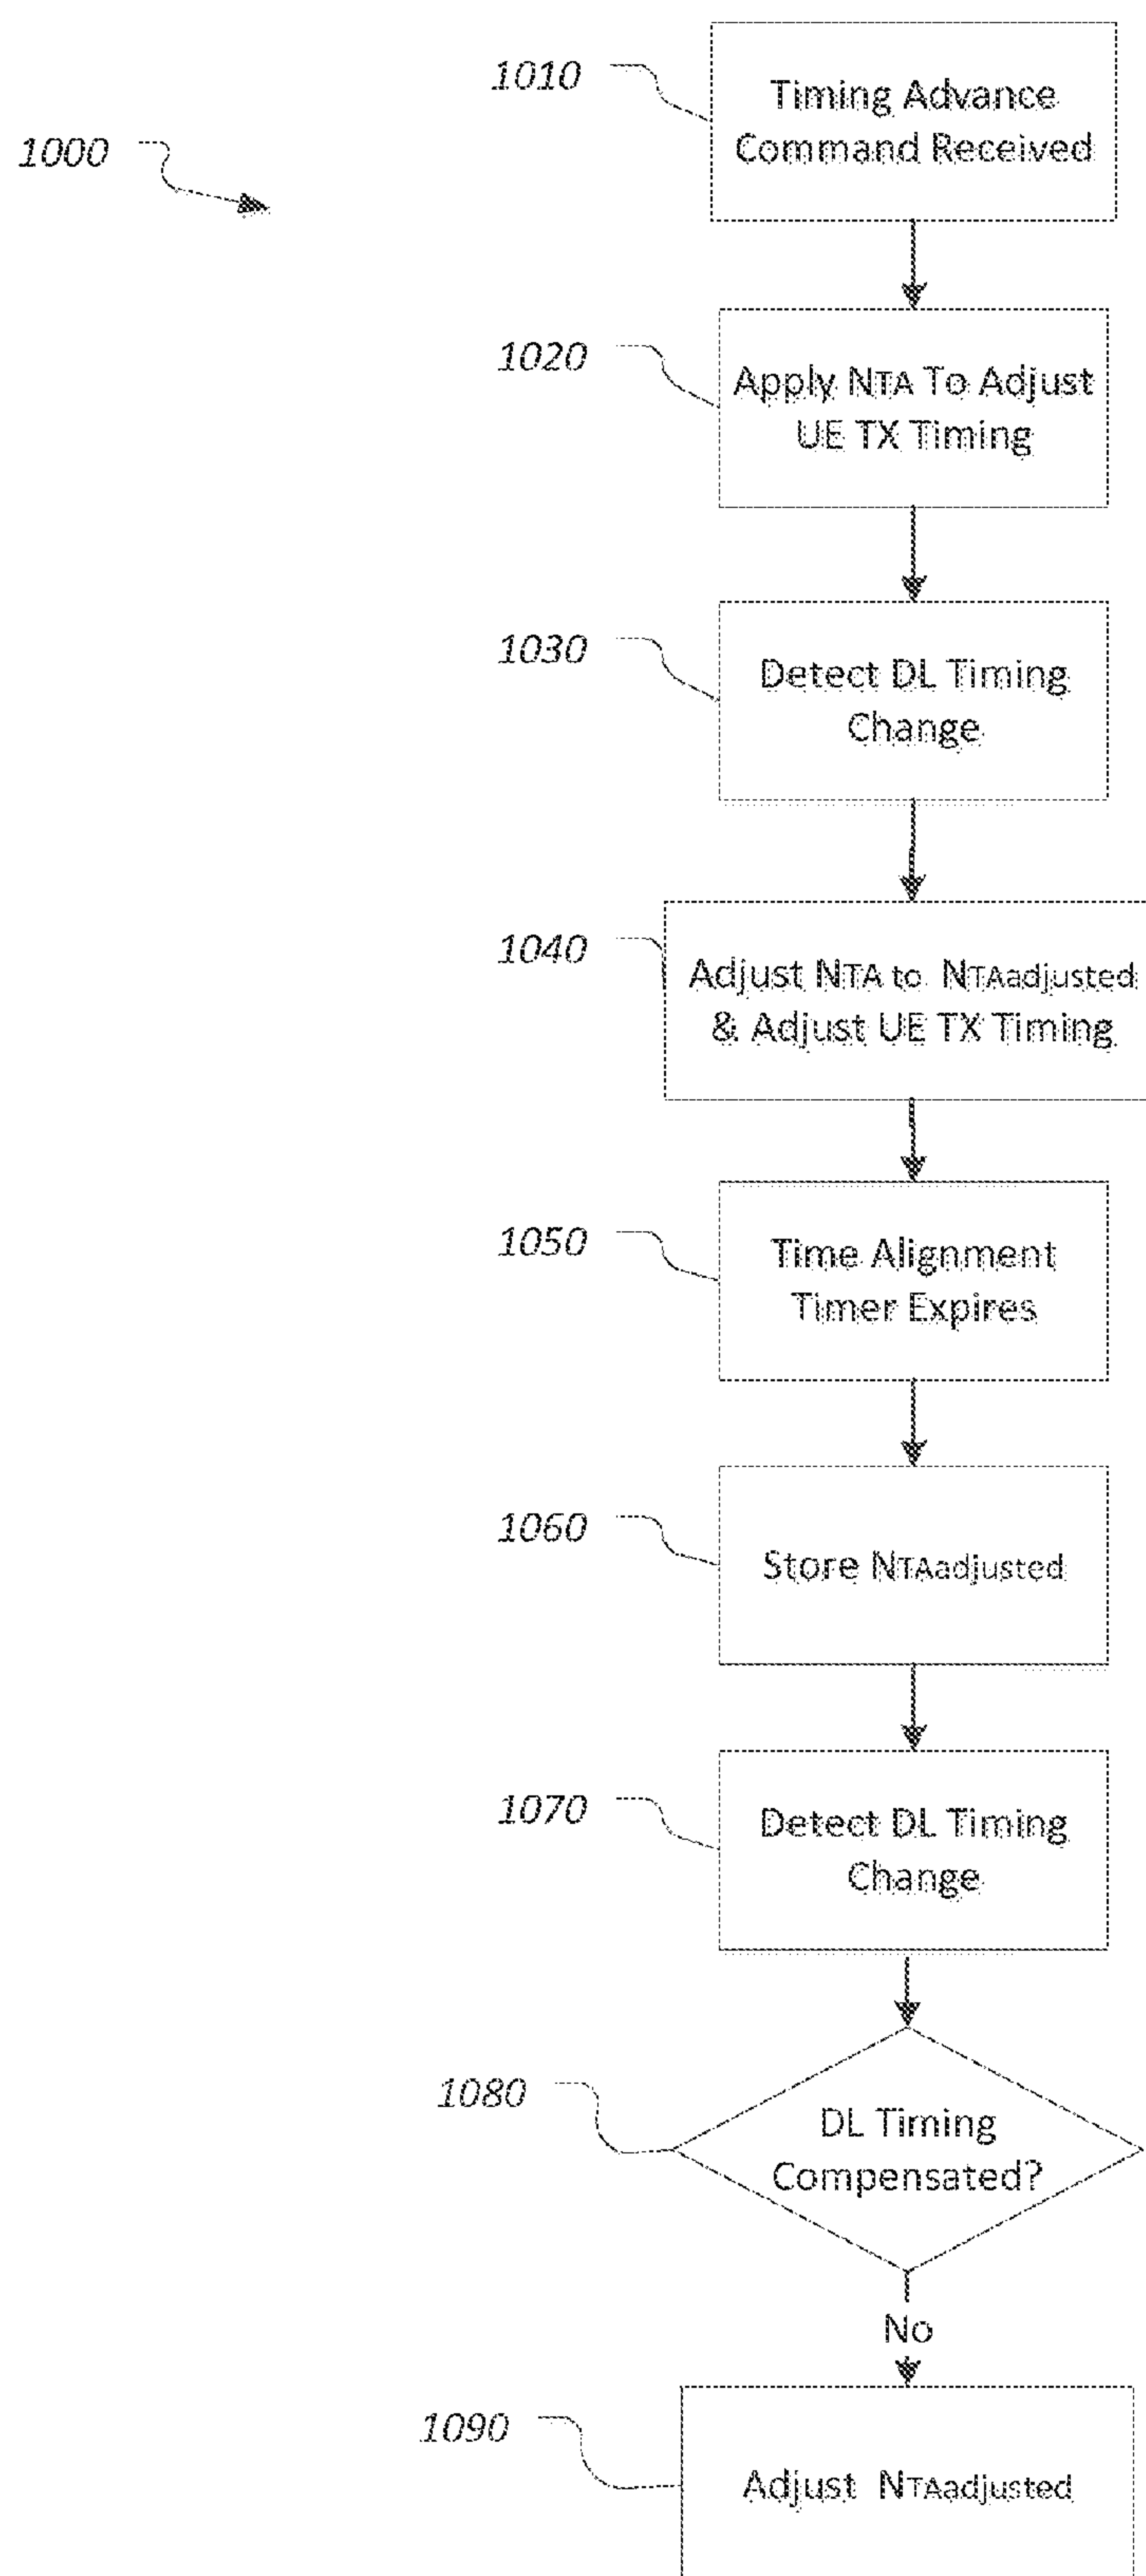 1000
1010
Timing Advance
Command Received
1020
Apply NTA To Adjust
UE TX Timing
1030
Detect DL Timing
Change
1040
Adjust NTA to NTAadjusted
& Adjust UE TX Timing
1050
Time Alignment
Timer Expires
1060
Store NTAadjusted
1070
Detect DL Timing
Change
1080
DL Timing
Compensated?
No
1090
Adjust NTAadjusted